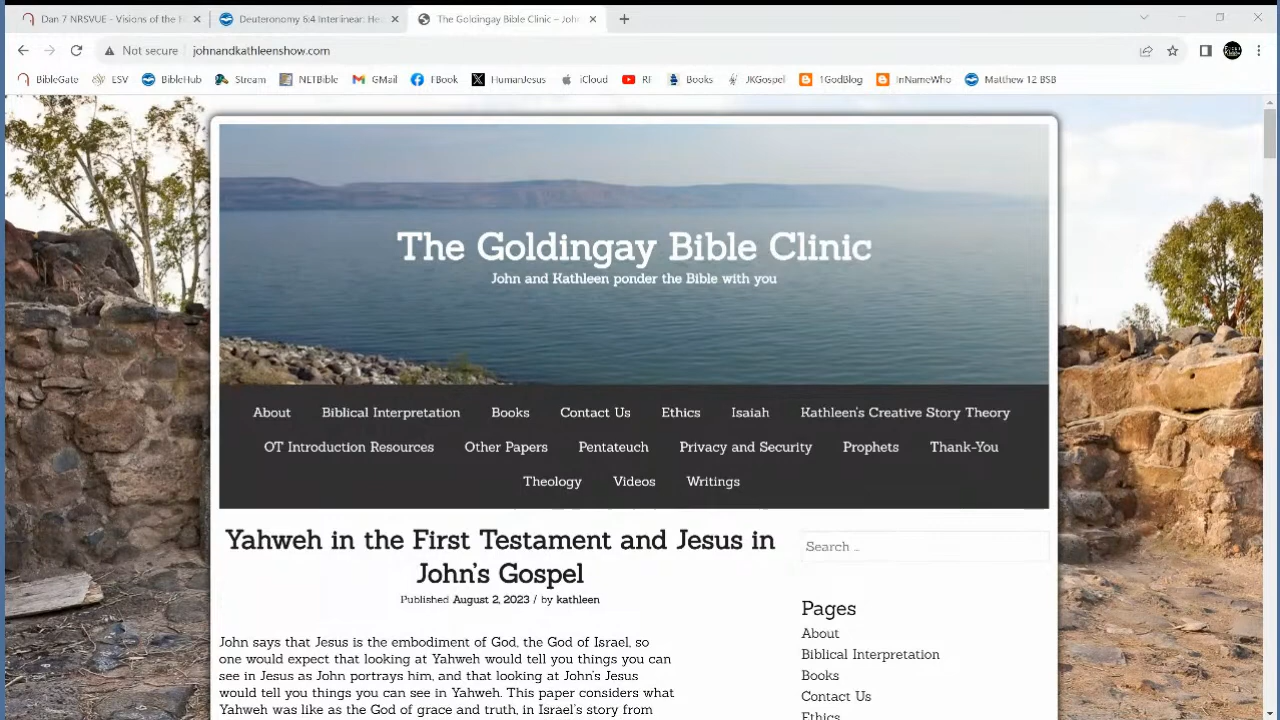 Dan 7 NRSVUE - Visions of the F
Deuteronomy 6:4 Interlinear: Hea
The Goldingay Bible Clinic – John
Not secure
johnandkathleenshow.com
BibleGate
ESV
BibleHub
Stream
NETBible
GMail
FBook
HumanJesus
iCloud
RF
Books
JKGospel
1GodBlog
InNameWho
Matthew 12 BSB
The Goldingay Bible Clinic
John and Kathleen ponder the Bible with you
About Biblical Interpretation Books Contact Us Ethics Isaiah Kathleen's Creative Story Theory
OT Introduction Resources Other Papers Pentateuch Privacy and Security Prophets Thank-You
Theology Videos Writings
Yahweh in the First Testament and Jesus in
John's Gospel
Published August 2, 2023 / by kathleen
John says that Jesus is the embodiment of God, the God of Israel, so
one would expect that looking at Yahweh would tell you things you can
see in Jesus as John portrays him, and that looking at John's Jesus
would tell you things you can see in Yahweh. This paper considers what
Yahweh was like as the God of grace and truth, in Israel's story from
Search …
Pages
About
Biblical Interpretation
Books
Contact Us
Ethics